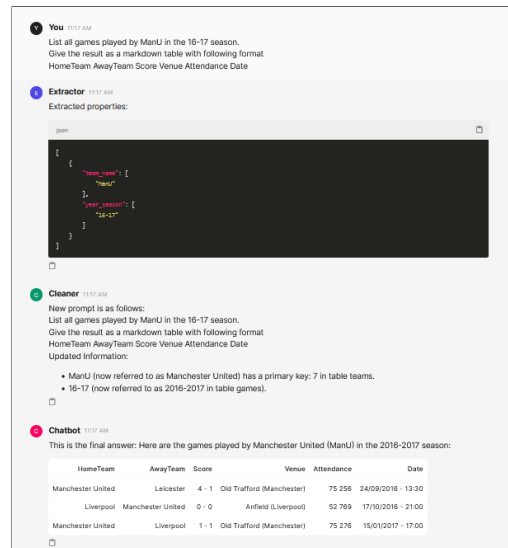 Y You 11:17 AM
List all games played by ManU in the 16-17 season.
Give the result as a markdown table with following format
HomeTeam AwayTeam Score Venue Attendance Date
E Extractor 11:17 AM
Extracted properties:
json
[
{
"team_name": [
"ManU"
],
"year_season": [
"16-17"
]
}
]
C Cleaner 11:17 AM
New prompt is as follows:
List all games played by ManU in the 16-17 season.
Give the result as a markdown table with following format
HomeTeam AwayTeam Score Venue Attendance Date
Updated Information:
• ManU (now referred to as Manchester United) has a primary key: 7 in table teams.
• 16-17 (now referred to as 2016-2017 in table games).
C Chatbot 11:17 AM
This is the final answer: Here are the games played by Manchester United (ManU) in the 2016-2017 season:
HomeTeam AwayTeam Score Venue Attendance Date
Manchester United Leicester 4 - 1 Old Trafford (Manchester) 75 256 24/09/2016 - 13:30
Liverpool Manchester United 0 - 0 Anfield (Liverpool) 52 769 17/10/2016 - 21:00
Manchester United Liverpool 1 - 1 Old Trafford (Manchester) 75 276 15/01/2017 - 17:00